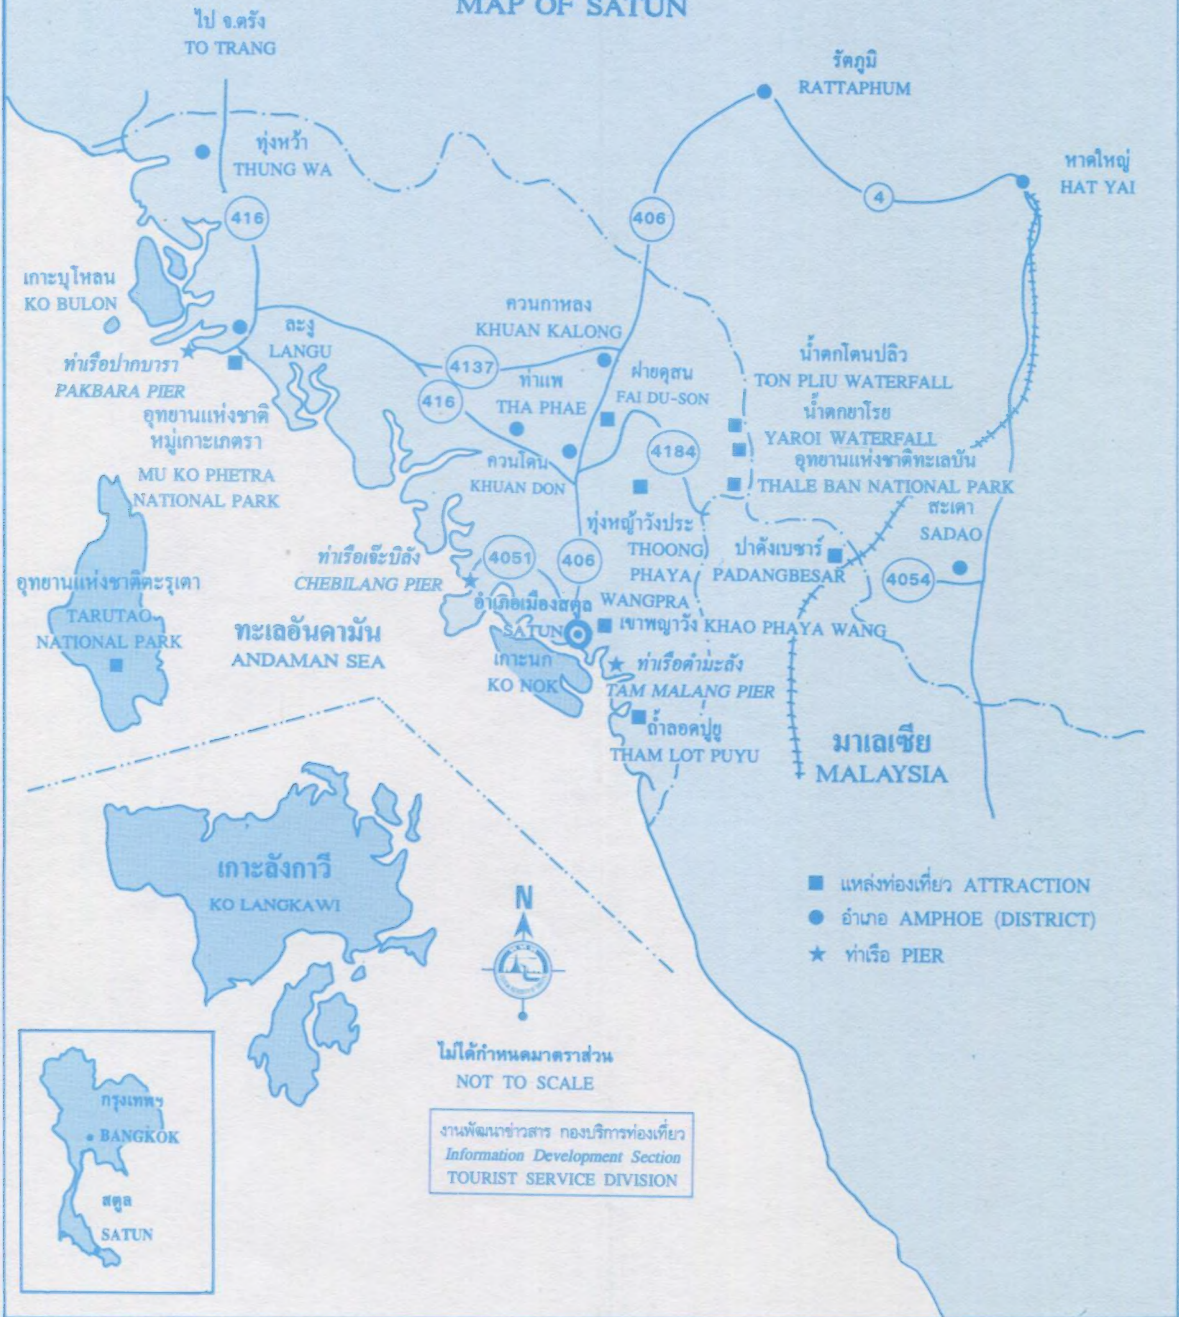 MAP OF SATUN
ไป จ.ตรัง
TO TRANG
รัตภูมิ
RATTAPHUM
ทุ่งหว้า
THUNG WA
หาดใหญ่
HAT YAI
416
406
4
เกาะบุโหลน
KO BULON
ละงู
LANGU
ควนกาหลง
KHUAN KALONG
ท่าเรือปากบารา
PAKBARA PIER
4137
416
ท่าแพ
THA PHAE
ฝายดุสน
FAI DU-SON
น้ำตกโตนปลิว
TON PLIU WATERFALL
น้ำตกยาโรย
YAROI WATERFALL
อุทยานแห่งชาติ
หมู่เกาะเภตรา
MU KO PHETRA
NATIONAL PARK
ควนโดน
KHUAN DON
4184
อุทยานแห่งชาติทะเลบัน
THALE BAN NATIONAL PARK
สะเดา
SADAO
ทุ่งหญ้าวังประ
THOONG
PHAYA
WANGPRA
ปาดังเบซาร์
PADANGBESAR
4054
ท่าเรือเจ๊ะบิลัง
CHEBILANG PIER
4051
406
อุทยานแห่งชาติตะรุเตา
TARUTAO
NATIONAL PARK
ทะเลอันดามัน
ANDAMAN SEA
อำเภอเมืองสตูล
SATUN
เขาพญาวัง KHAO PHAYA WANG
เกาะนก
KO NOK
ท่าเรือตำมะลัง
TAM MALANG PIER
ถ้ำลอดปูยู
THAM LOT PUYU
มาเลเซีย
MALAYSIA
เกาะลังกาวี
KO LANGKAWI
N
แหล่งท่องเที่ยว ATTRACTION
อำเภอ AMPHOE (DISTRICT)
ท่าเรือ PIER
ไม่ได้กำหนดมาตราส่วน
NOT TO SCALE
งานพัฒนาข่าวสาร กองบริการท่องเที่ยว
Information Development Section
TOURIST SERVICE DIVISION
กรุงเทพฯ
BANGKOK
สตูล
SATUN